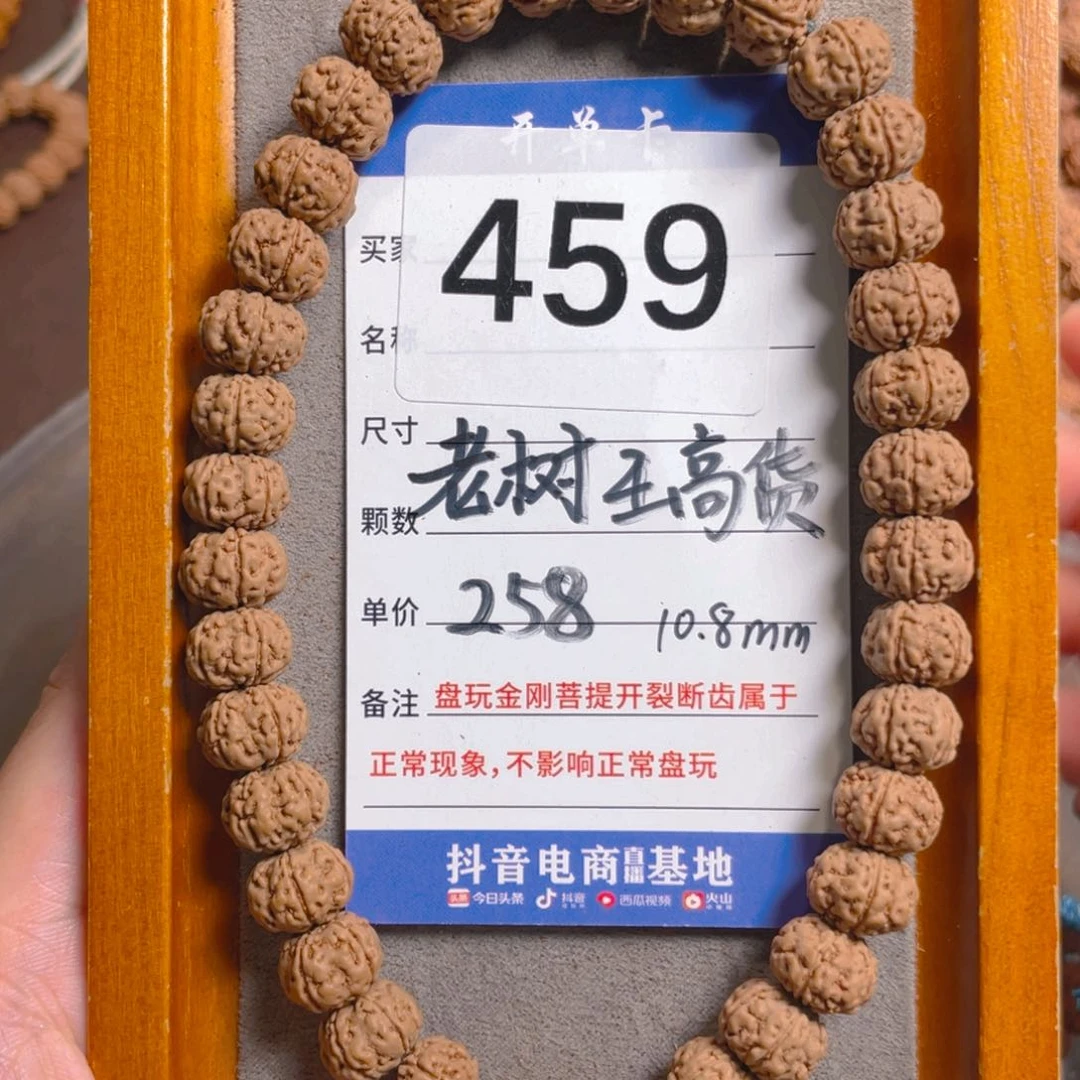 开单卡
买家
459
名称
尺寸
老树王高货
颗数
单价 258 10.8mm
备注 盘玩金刚菩提开裂断齿属于
正常现象，不影响正常盘玩
抖音电商直播基地
头条 今日头条 抖音 西瓜视频 火山